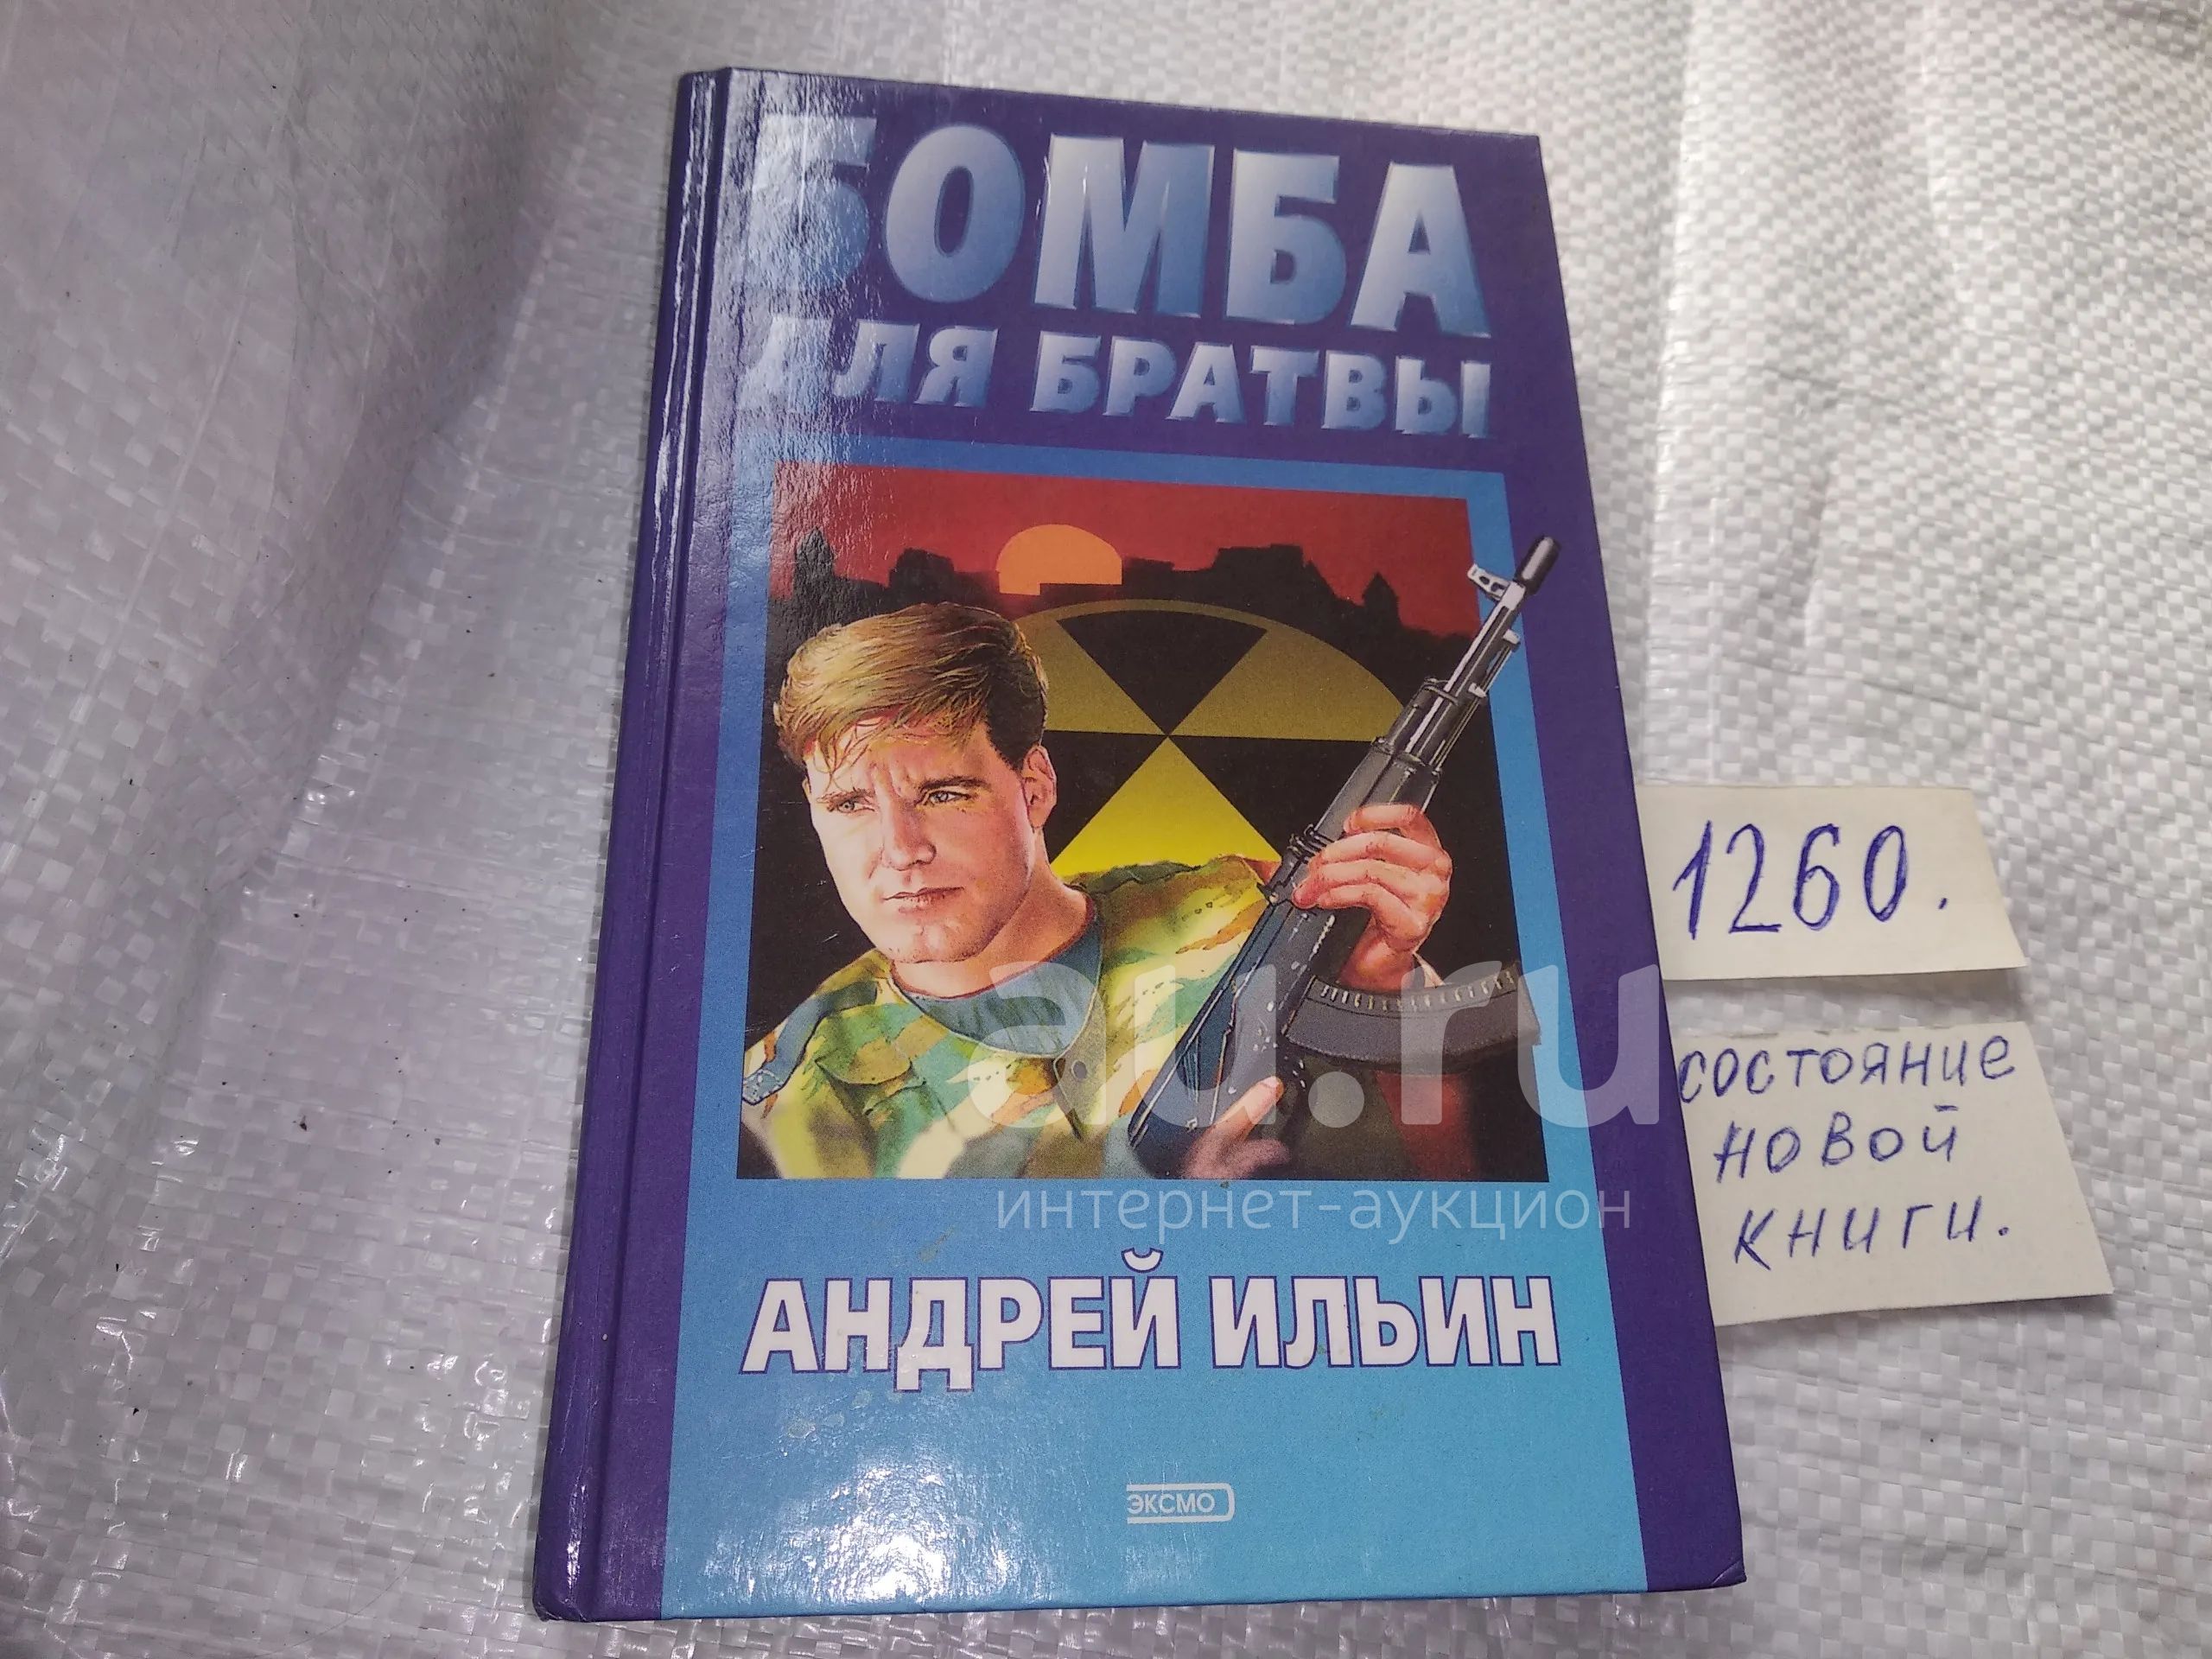 БОМБА
ДЛЯ БРАТВЫ
1260.
состояние
новой
книги.
au.ru
интернет-аукцион
АНДРЕЙ ИЛЬИН
ЭКСМО